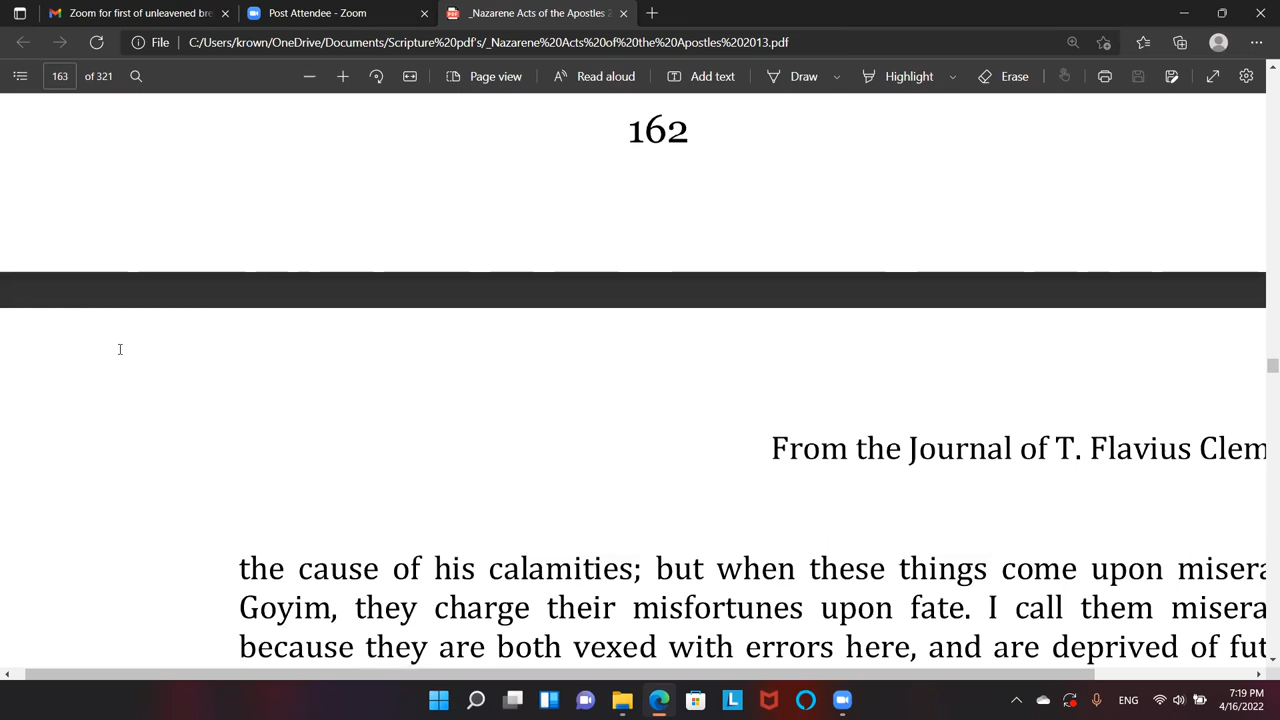 Zoom for first of unleavened bre
Post Attendee - Zoom
_Nazarene Acts of the Apostles 2
File
C:/Users/krown/OneDrive/Documents/Scripture%20pdf's/_Nazarene%20Acts%20of%20the%20Apostles%202013.pdf
163 of 321
Page view
Read aloud
Add text
Draw
Highlight
Erase
162
From the Journal of T. Flavius Clem
the cause of his calamities; but when these things come upon misera
Goyim, they charge their misfortunes upon fate. I call them misera
because they are both vexed with errors here, and are deprived of fut
ENG
7:19 PM
4/16/2022